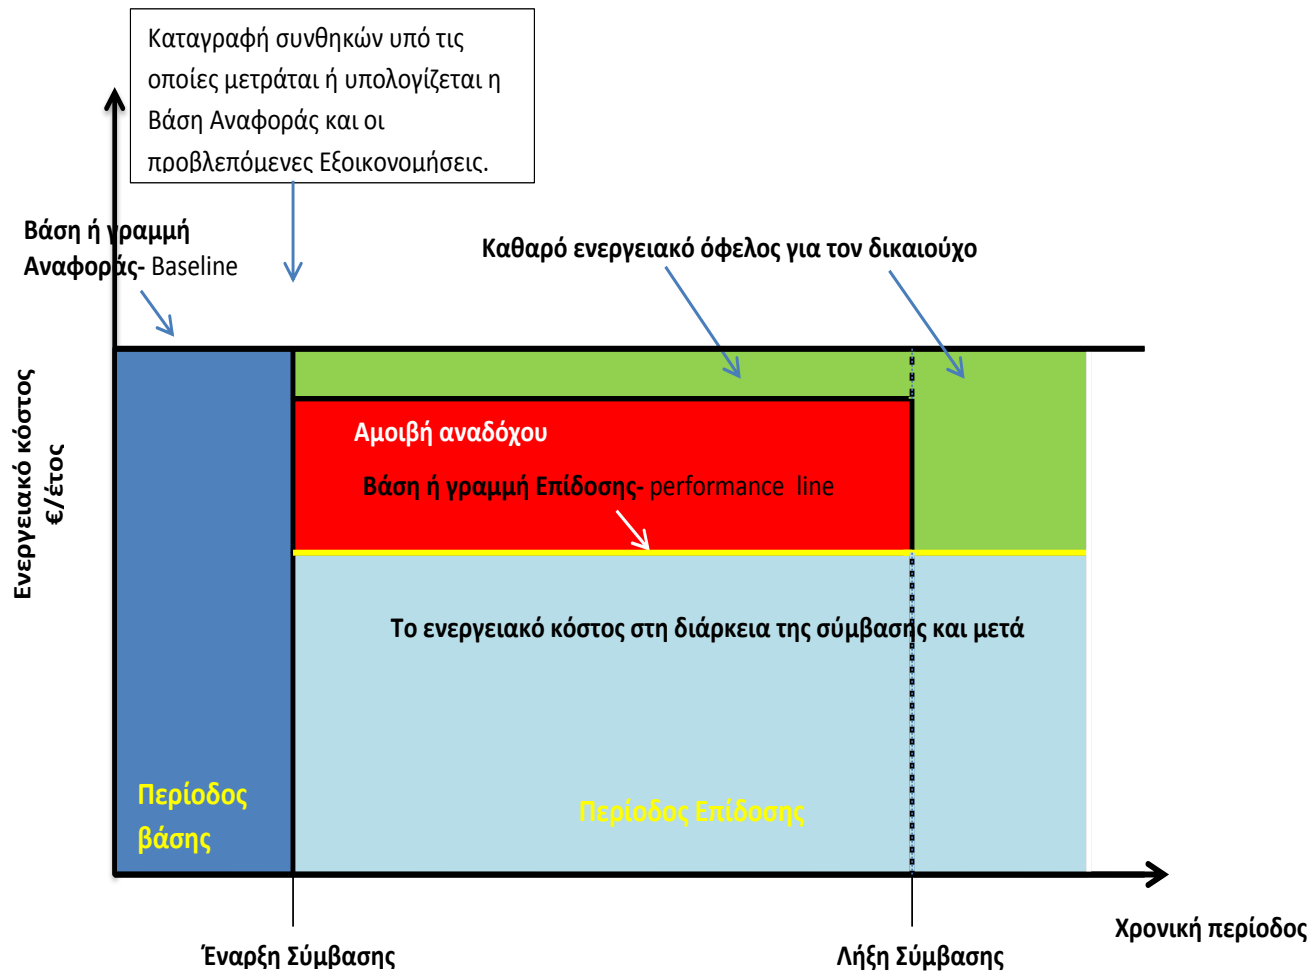 Καταγραφή συνθηκών υπό τις
οποίες μετράται ή υπολογίζεται η
Βάση Αναφοράς και οι
προβλεπόμενες Εξοικονομήσεις.
Βάση ή γραμμή
Αναφοράς- Baseline
Καθαρό ενεργειακό όφελος για τον δικαιούχο
Ενεργειακό κόστος
€/έτος
Αμοιβή αναδόχου
Βάση ή γραμμή Επίδοσης- performance line
Το ενεργειακό κόστος στη διάρκεια της σύμβασης και μετά
Περίοδος
βάσης
Περίοδος Επίδοσης
Χρονική περίοδος
Έναρξη Σύμβασης
Λήξη Σύμβασης